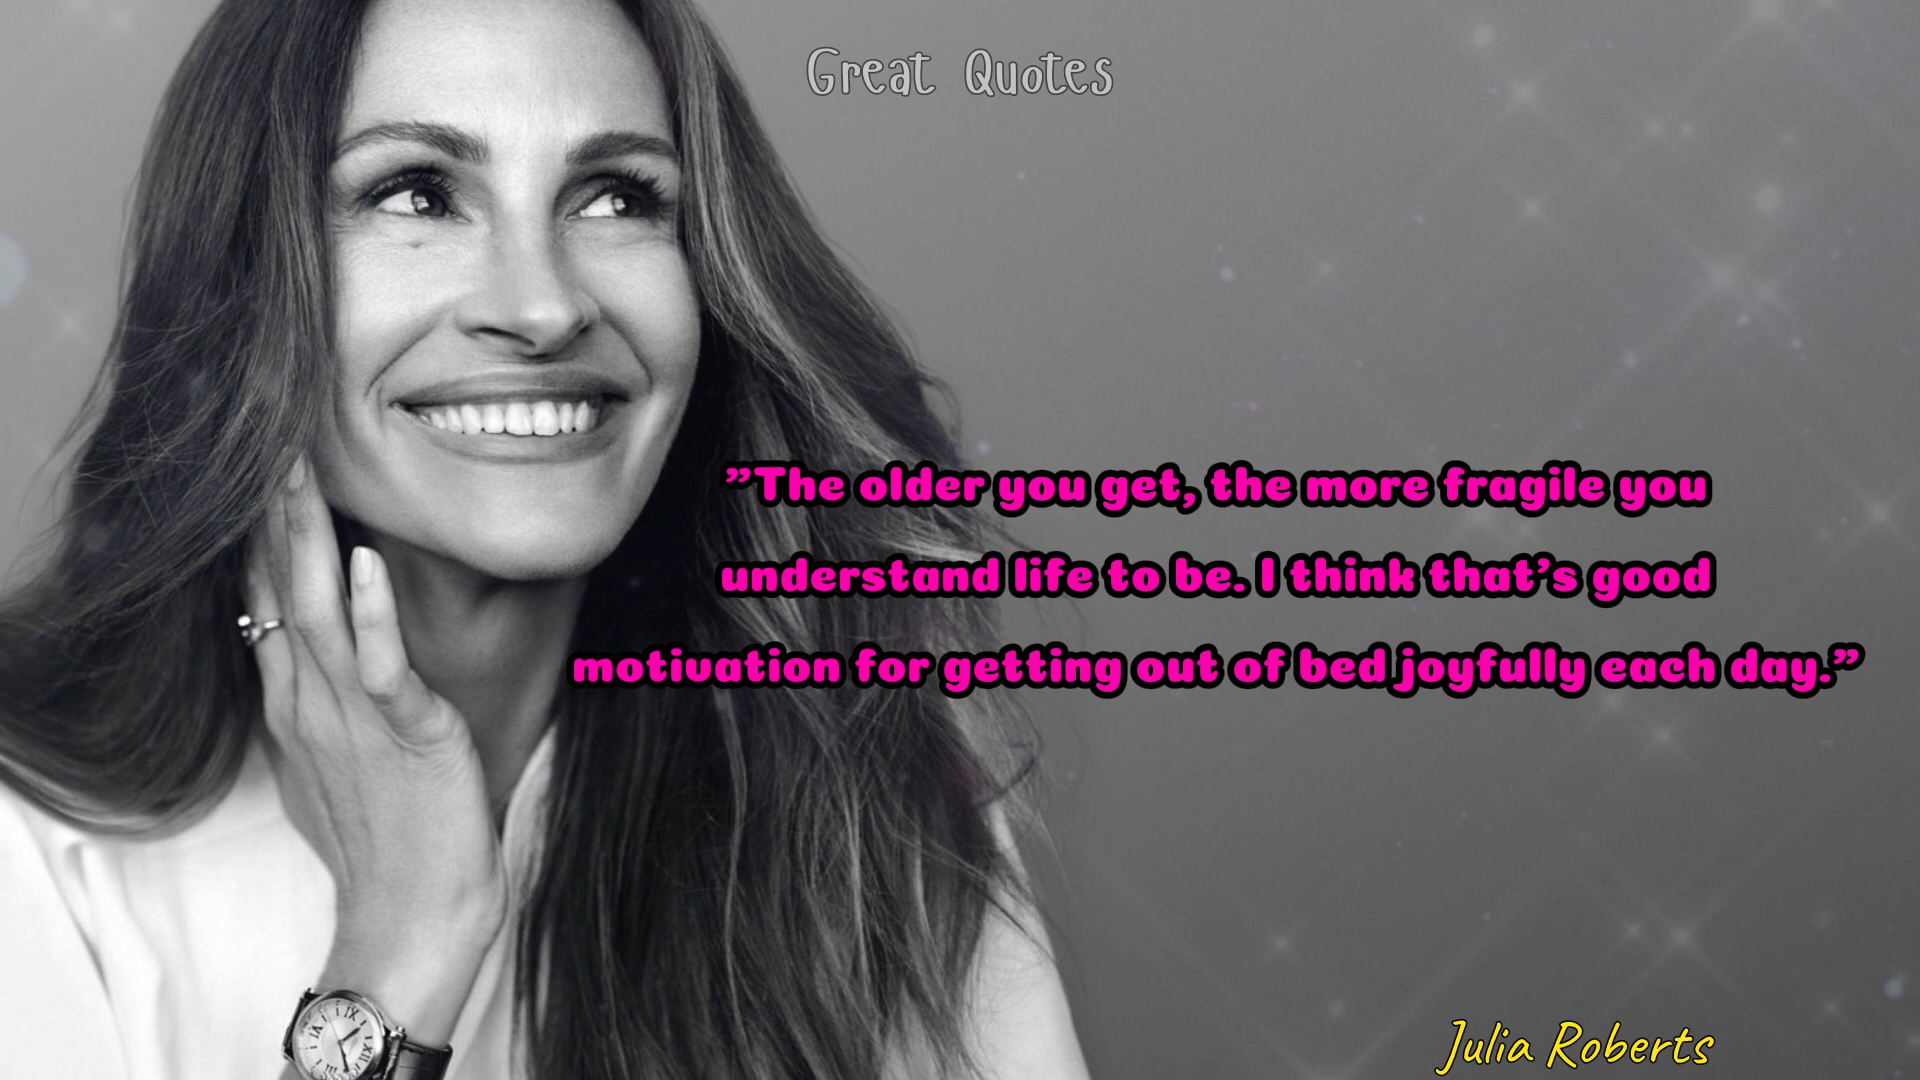 Great Quotes
”The older you get, the more fragile you
understand life to be. I think that’s good
motivation for getting out of bed joyfully each day.”
Julia Roberts